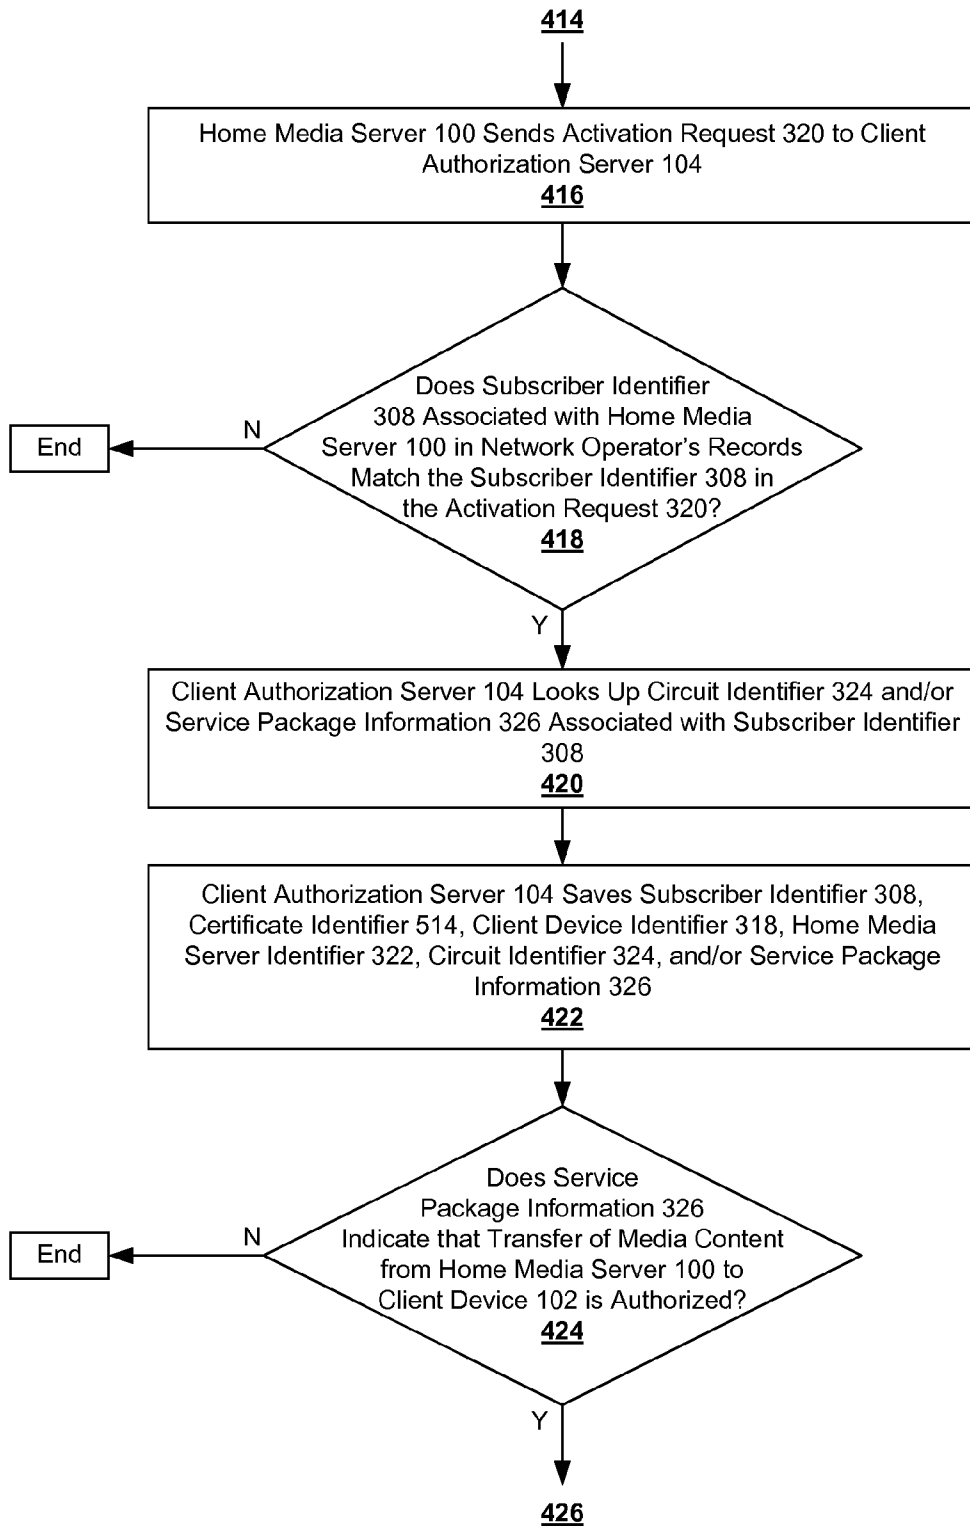 414
Home Media Server 100 Sends Activation Request 320 to Client
Authorization Server 104
416
Does Subscriber Identifier
308 Associated with Home Media
Server 100 in Network Operator's Records
Match the Subscriber Identifier 308 in
the Activation Request 320?
418
N
End
Y
Client Authorization Server 104 Looks Up Circuit Identifier 324 and/or
Service Package Information 326 Associated with Subscriber Identifier
308
420
Client Authorization Server 104 Saves Subscriber Identifier 308,
Certificate Identifier 514, Client Device Identifier 318, Home Media
Server Identifier 322, Circuit Identifier 324, and/or Service Package
Information 326
422
Does Service
Package Information 326
Indicate that Transfer of Media Content
from Home Media Server 100 to
Client Device 102 is Authorized?
424
N
End
Y
426